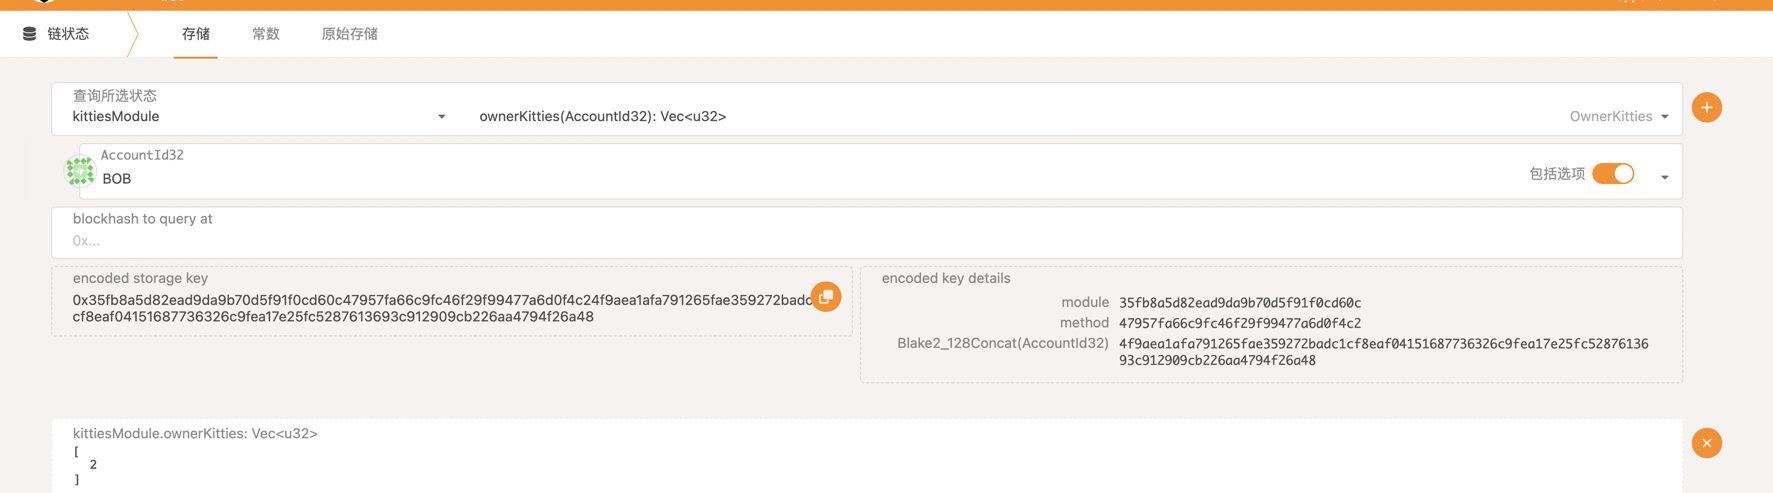 链状态
存储
常数
原始存储
查询所选状态
kittiesModule
ownerKitties(AccountId32): Vec<u32>
OwnerKitties
AccountId32
BOB
包括选项
blockhash to query at
0x...
encoded storage key
0x35fb8a5d82ead9da9b70d5f91f0cd60c47957fa66c9fc46f29f99477a6d0f4c24f9aea1afa791265fae359272badc
cf8eaf04151687736326c9fea17e25fc5287613693c912909cb226aa4794f26a48
encoded key details
module 35fb8a5d82ead9da9b70d5f91f0cd60c
method 47957fa66c9fc46f29f99477a6d0f4c2
Blake2_128Concat(AccountId32) 4f9aea1afa791265fae359272badc1cf8eaf04151687736326c9fea17e25fc52876136
93c912909cb226aa4794f26a48
kittiesModule.ownerKitties: Vec<u32>
[
2
]